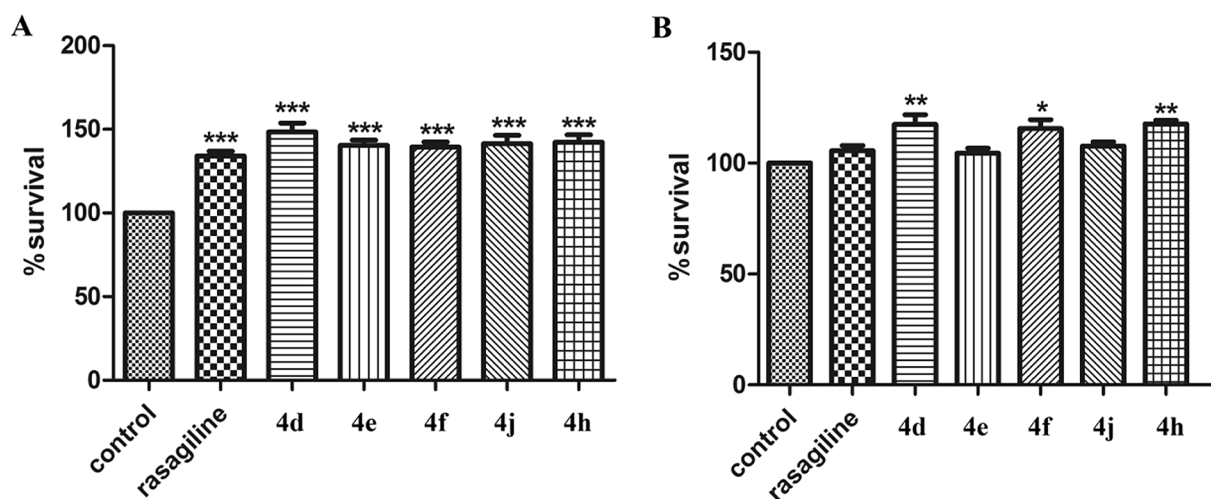 A
% survival
200
150
100
50
0
***
***
***
***
***
***
control
rasagiline
4d
4e
4f
4j
4h
B
% survival
150
100
50
0
**
*
**
control
rasagiline
4d
4e
4f
4j
4h